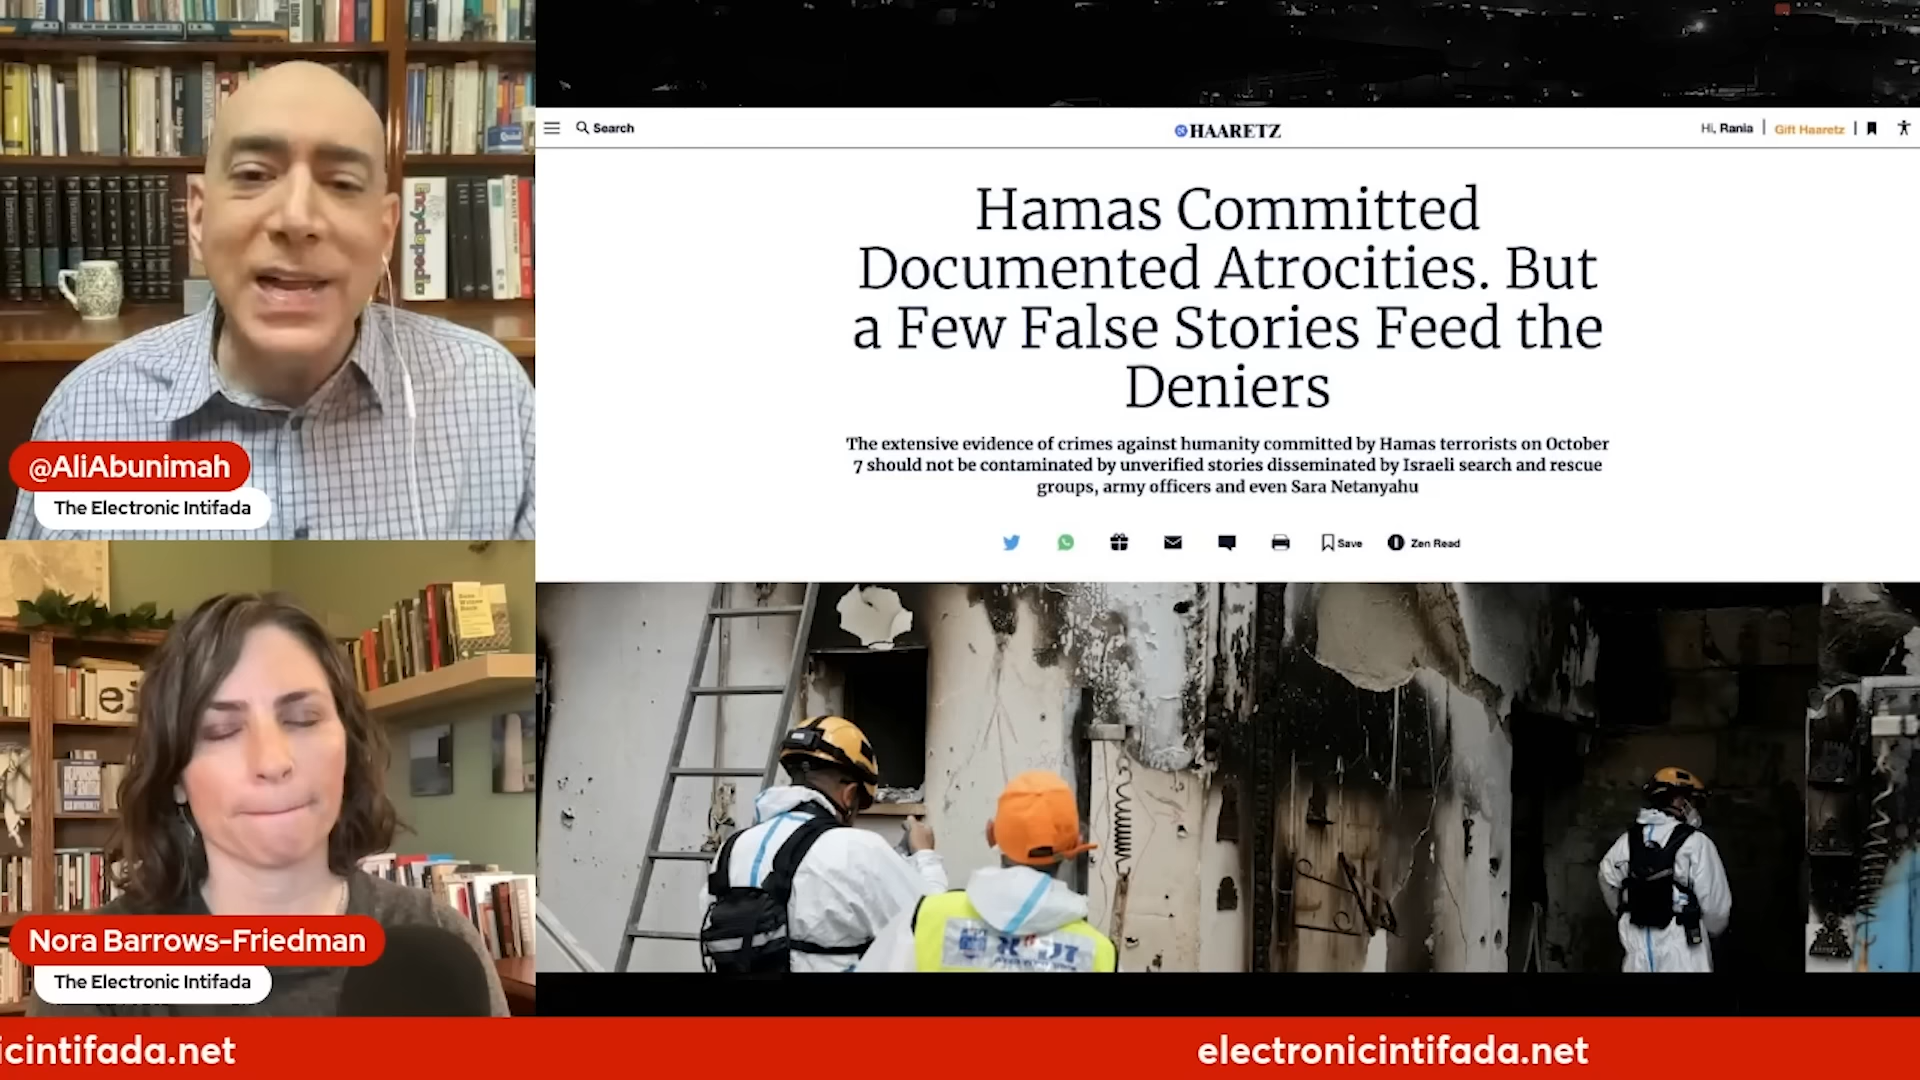 Encyclopedia
@AliAbunimah
The Electronic Intifada
ei
Nora Barrows-Friedman
The Electronic Intifada
Search
HAARETZ
Hi, Rania
Gift Haaretz
Hamas Committed
Documented Atrocities. But
a Few False Stories Feed the
Deniers
The extensive evidence of crimes against humanity committed by Hamas terrorists on October
7 should not be contaminated by unverified stories disseminated by Israeli search and rescue
groups, army officers and even Sara Netanyahu
Save
Zen Read
icintifada.net
electronicintifada.net